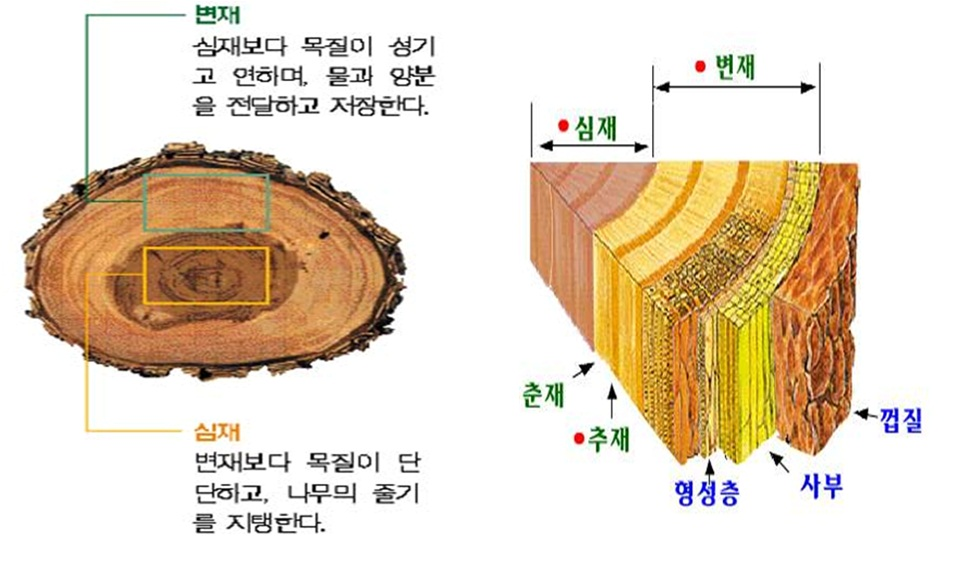 변재
심재보다 목질이 성기
고 연하며, 물과 양분
을 전달하고 저장한다.
심재
변재보다 목질이 단
단하고, 나무의 줄기
를 지탱한다.
변재
심재
춘재
추재
형성층
사부
껍질